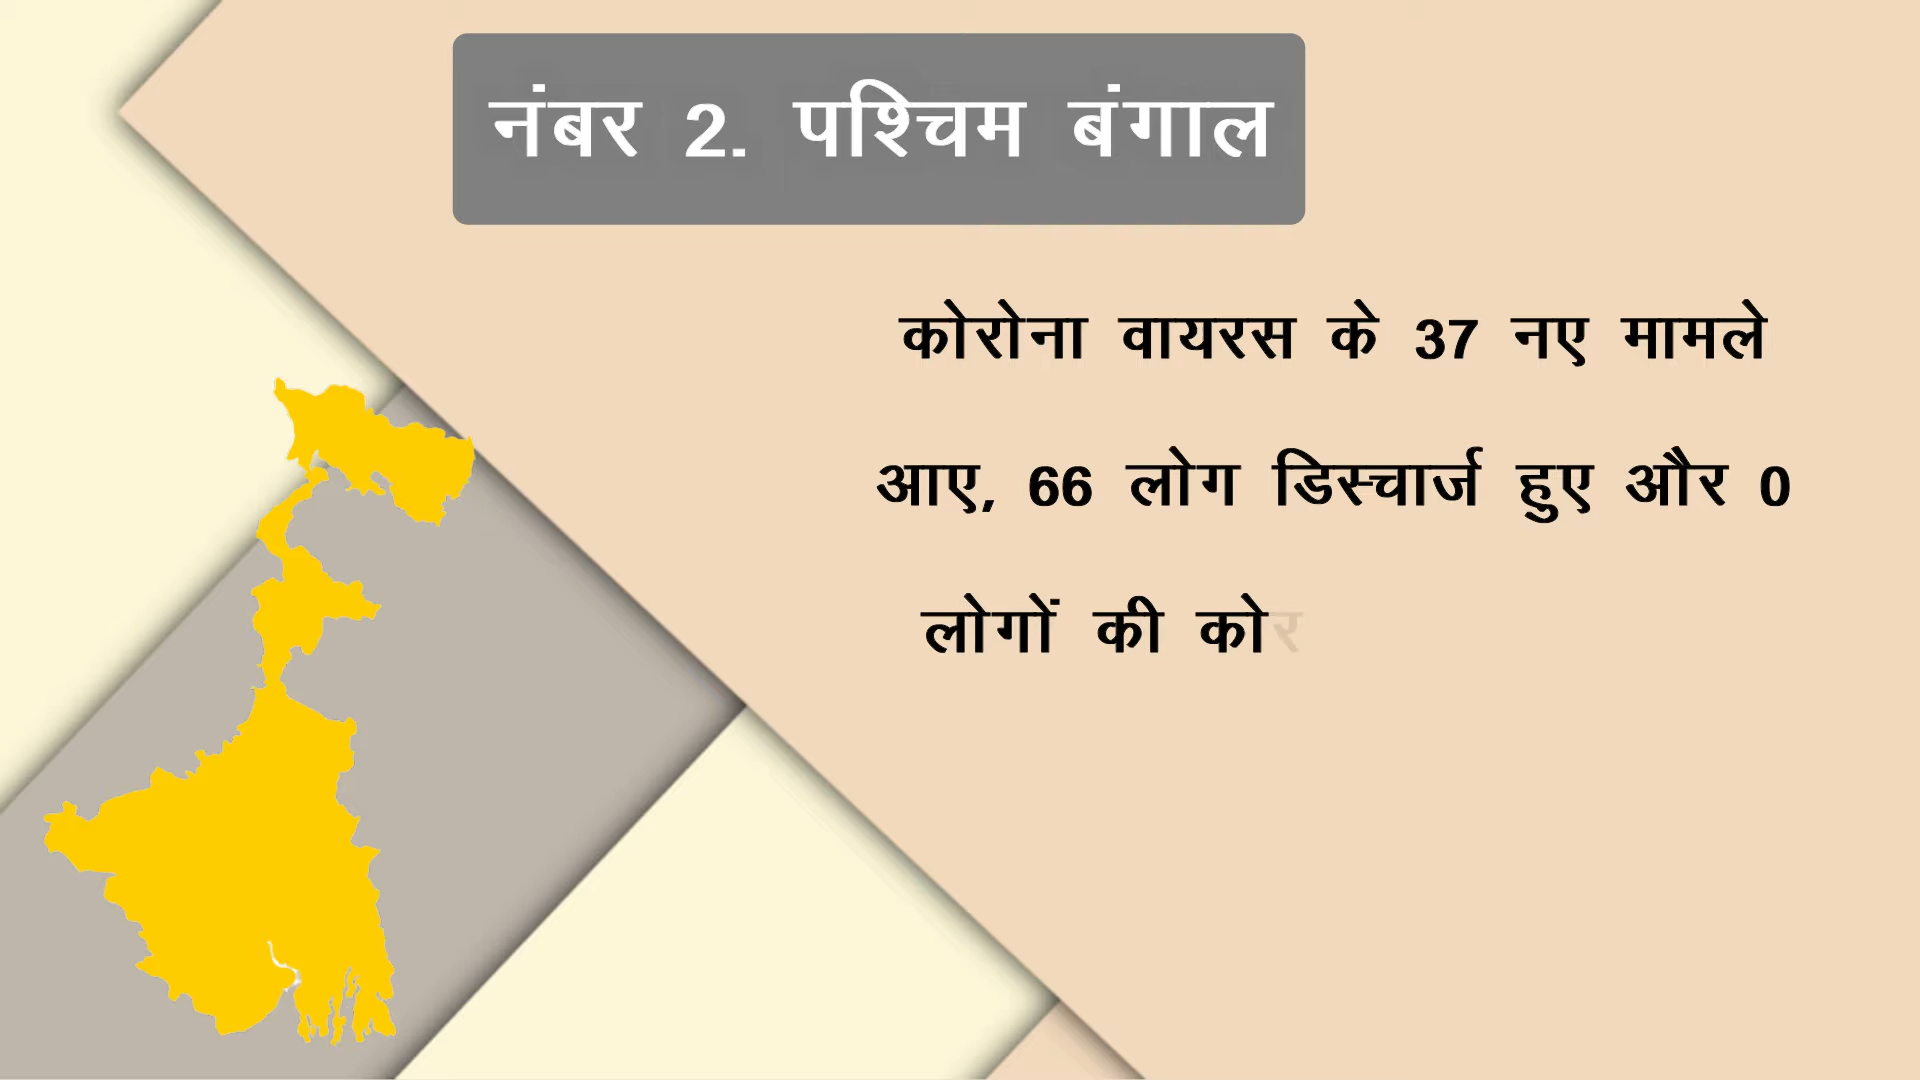 नंबर 2. पश्चिम बंगाल
कोरोना वायरस के 37 नए मामले
आए, 66 लोग डिस्चार्ज हुए और 0
लोगों की कोर